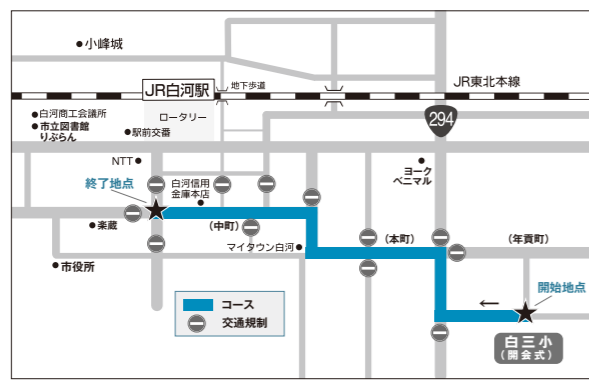 小峰城
JR白河駅
地下歩道
JR東北本線
白河商工会議所
市立図書館
りぶらん
ロータリー
駅前交番
294
NTT
ヨーク
ベニマル
終了地点
白河信用
金庫本店
楽蔵
(中町)
(本町)
(年貢町)
マイタウン白河
市役所
開始地点
←
コース
交通規制
白三小
(開会式)